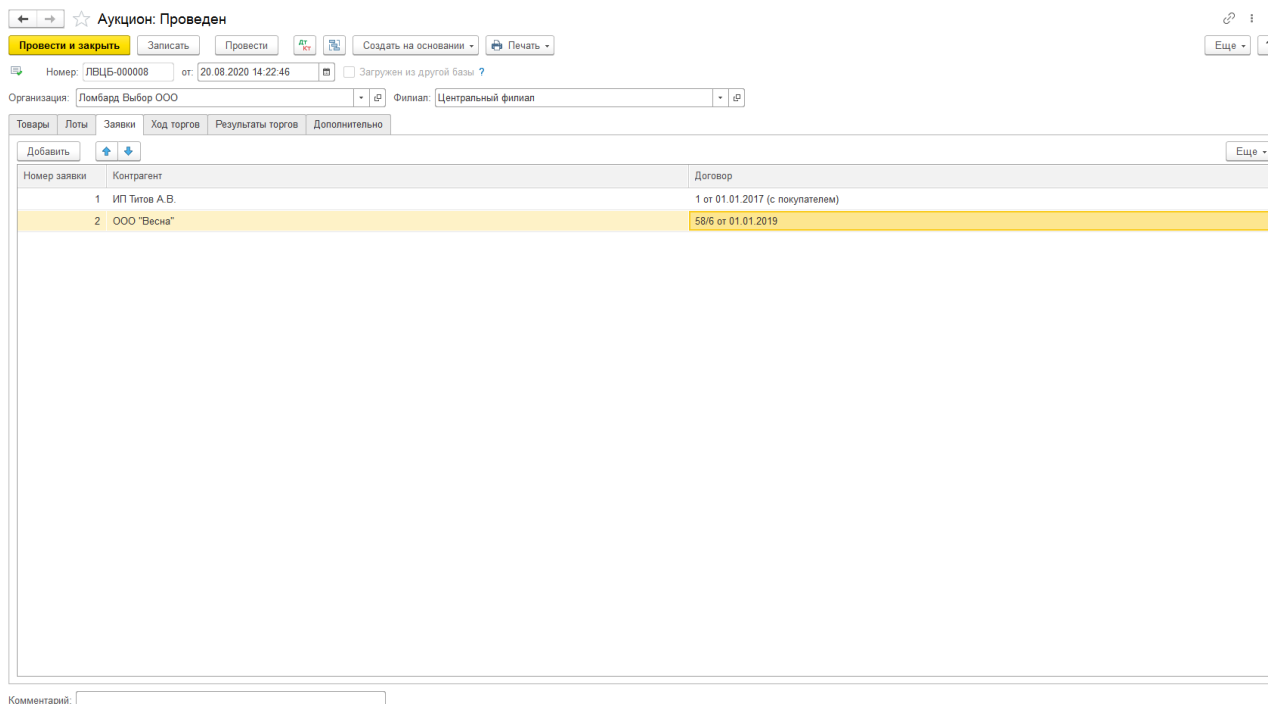 Аукцион: Проведен
Провести и закрыть Записать Провести Дт Кт Создать на основании Печать Еще
Номер: ЛВЦБ-000008 от: 20.08.2020 14:22:46 Загружен из другой базы ?
Организация: Ломбард Выбор ООО Филиал: Центральный филиал
Товары Лоты Заявки Ход торгов Результаты торгов Дополнительно
Добавить Еще
Номер заявки Контрагент Договор
1 ИП Титов А.В. 1 от 01.01.2017 (с покупателем)
2 ООО "Весна" 58/6 от 01.01.2019
Комментарий: